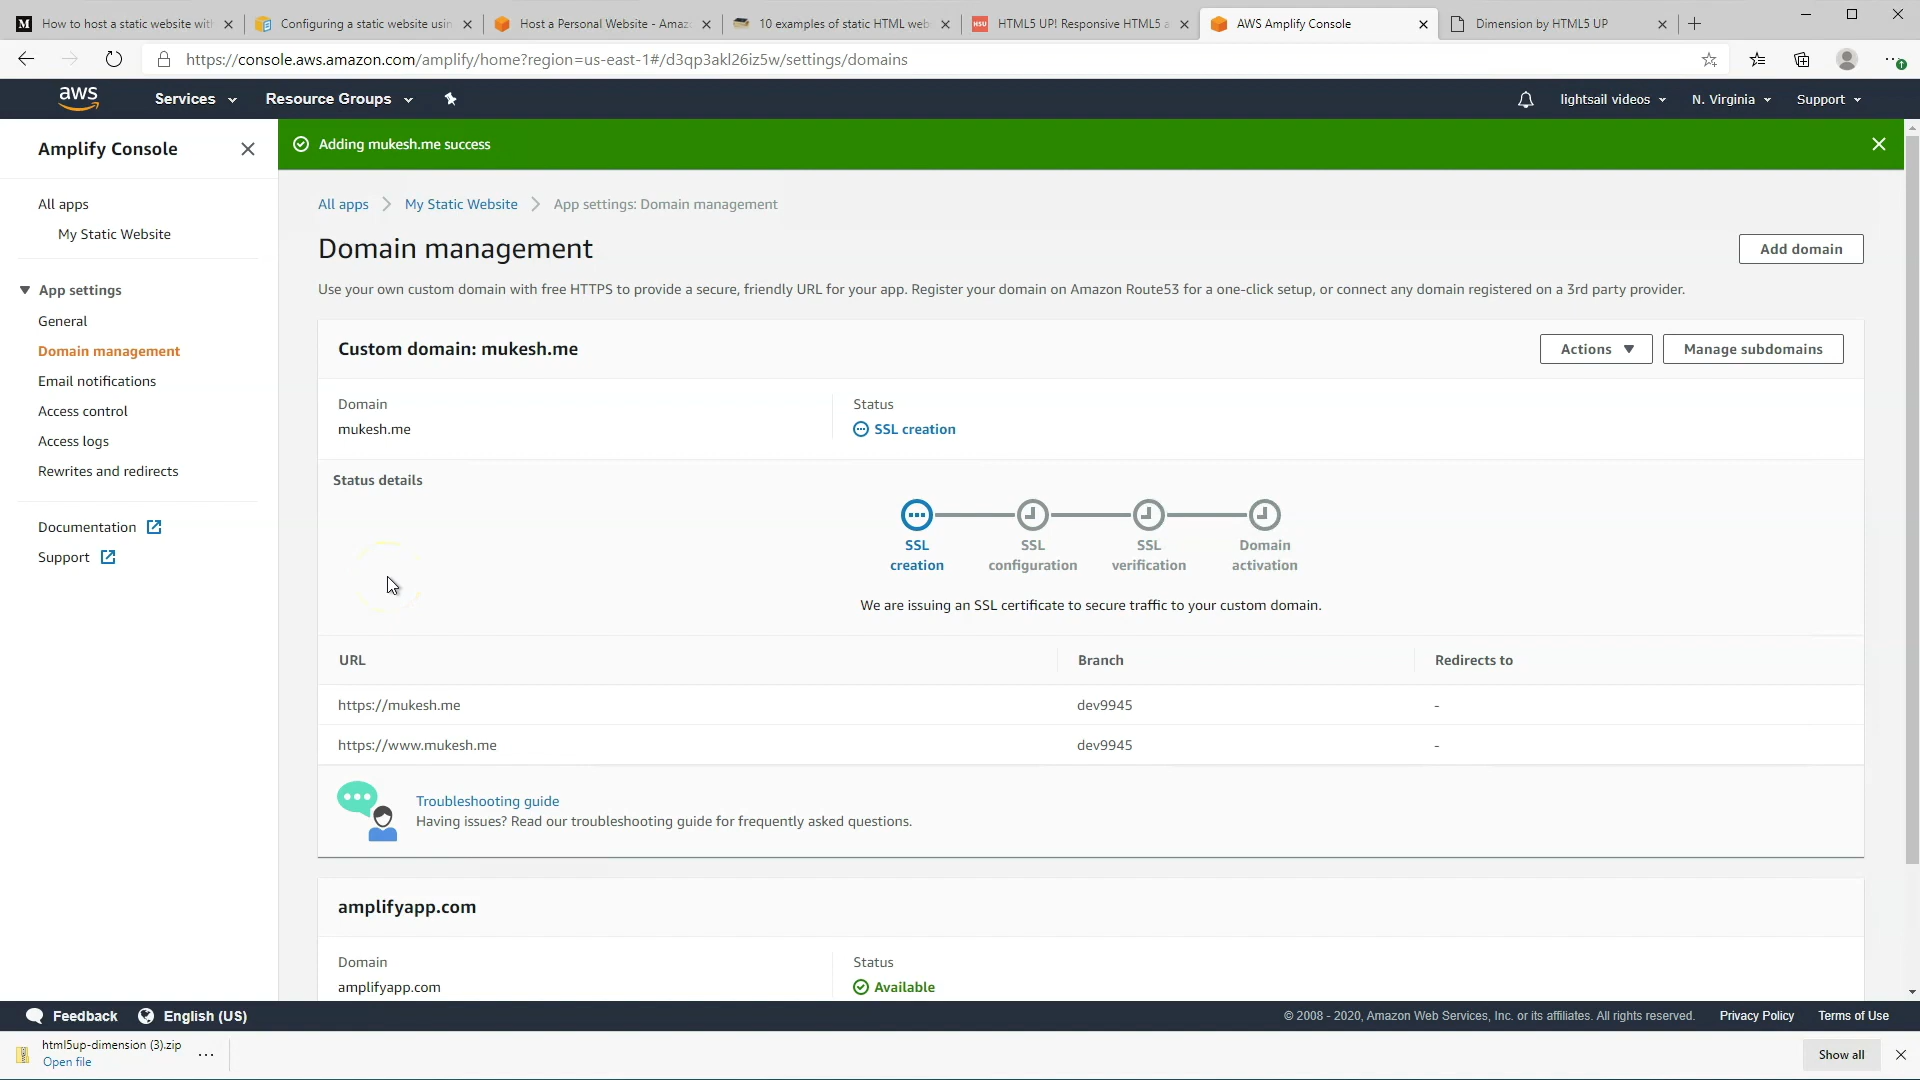 How to host a static website wit
Configuring a static website usin
Host a Personal Website - Amaz
10 examples of static HTML web
HTML5 UP! Responsive HTML5 a
AWS Amplify Console
Dimension by HTML5 UP
https://console.aws.amazon.com/amplify/home?region=us-east-1#/d3qp3akl26iz5w/settings/domains
aws
Services
Resource Groups
lightsail videos
N. Virginia
Support
Amplify Console
Adding mukesh.me success
All apps
My Static Website
App settings
General
Domain management
Email notifications
Access control
Access logs
Rewrites and redirects
Documentation
Support
All apps
My Static Website
App settings: Domain management
Domain management
Add domain
Use your own custom domain with free HTTPS to provide a secure, friendly URL for your app. Register your domain on Amazon Route53 for a one-click setup, or connect any domain registered on a 3rd party provider.
Custom domain: mukesh.me
Actions
Manage subdomains
Domain
mukesh.me
Status
SSL creation
Status details
SSL
creation
SSL
configuration
SSL
verification
Domain
activation
We are issuing an SSL certificate to secure traffic to your custom domain.
URL
Branch
Redirects to
https://mukesh.me
dev9945
-
https://www.mukesh.me
dev9945
-
Troubleshooting guide
Having issues? Read our troubleshooting guide for frequently asked questions.
amplifyapp.com
Domain
amplifyapp.com
Status
Available
Feedback
English (US)
© 2008 - 2020, Amazon Web Services, Inc. or its affiliates. All rights reserved.
Privacy Policy
Terms of Use
html5up-dimension (3).zip
Open file
Show all